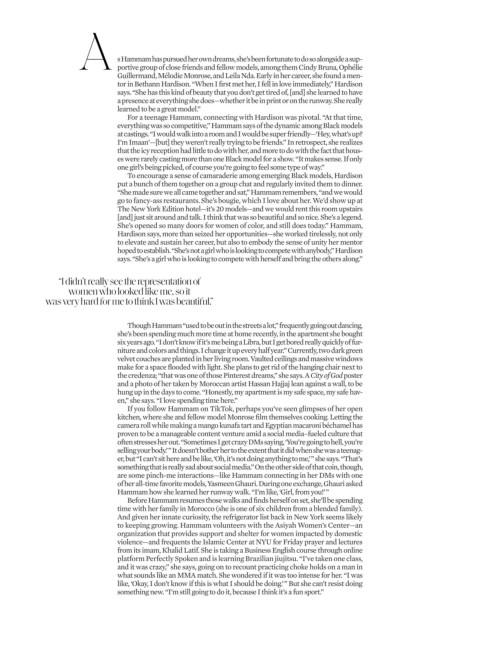 A
s Hammam has pursued her own dreams, she's been fortunate to do so alongside a sup-
portive group of close friends and fellow models, among them Cindy Bruna, Ophélie
Guillermand, Mélodie Monrose, and Leila Nda. Early in her career, she found a men-
tor in Bethann Hardison. “When I first met her, I fell in love immediately,” Hardison
says. “She has this kind of beauty that you don't get tired of, [and] she learned to have
a presence at everything she does—whether it be in print or on the runway. She really
learned to be a great model.”
For a teenage Hammam, connecting with Hardison was pivotal. “At that time,
everything was so competitive,” Hammam says of the dynamic among Black models
at castings. “I would walk into a room and I would be super friendly—‘Hey, what's up?
I'm Imaan’—[but] they weren't really trying to be friends.” In retrospect, she realizes
that the icy reception had little to do with her, and more to do with the fact that hous-
es were rarely casting more than one Black model for a show. “It makes sense. If only
one girl's being picked, of course you're going to feel some type of way.”
To encourage a sense of camaraderie among emerging Black models, Hardison
put a bunch of them together on a group chat and regularly invited them to dinner.
“She made sure we all came together and sat,” Hammam remembers, “and we would
go to fancy-ass restaurants. She's bougie, which I love about her. We'd show up at
The New York Edition hotel—it's 20 models—and we would rent this room upstairs
[and] just sit around and talk. I think that was so beautiful and so nice. She's a legend.
She's opened so many doors for women of color, and still does today.” Hammam,
Hardison says, more than seized her opportunities—she worked tirelessly, not only
to elevate and sustain her career, but also to embody the sense of unity her mentor
hoped to establish. “She's not a girl who is looking to compete with anybody,” Hardison
says. “She's a girl who is looking to compete with herself and bring the others along.”
“I didn't really see the representation of
women who looked like me, so it
was very hard for me to think I was beautiful.”
Though Hammam “used to be out in the streets a lot,” frequently going out dancing,
she's been spending much more time at home recently, in the apartment she bought
six years ago. “I don't know if it's me being a Libra, but I get bored really quickly of fur-
niture and colors and things. I change it up every half year.” Currently, two dark green
velvet couches are planted in her living room. Vaulted ceilings and massive windows
make for a space flooded with light. She plans to get rid of the hanging chair next to
the credenza; “that was one of those Pinterest dreams,” she says. A City of God poster
and a photo of her taken by Moroccan artist Hassan Hajjaj lean against a wall, to be
hung up in the days to come. “Honestly, my apartment is my safe space, my safe hav-
en,” she says. “I love spending time here.”
If you follow Hammam on TikTok, perhaps you've seen glimpses of her open
kitchen, where she and fellow model Monrose film themselves cooking. Letting the
camera roll while making a mango kunafa tart and Egyptian macaroni béchamel has
proven to be a manageable content venture amid a social media–fueled culture that
often stresses her out. “Sometimes I get crazy DMs saying, ‘You're going to hell, you're
selling your body.’ ” It doesn't bother her to the extent that it did when she was a teenag-
er, but “I can't sit here and be like, ‘Oh, it's not doing anything to me,’ ” she says. “That's
something that is really sad about social media.” On the other side of that coin, though,
are some pinch-me interactions—like Hammam connecting in her DMs with one
of her all-time favorite models, Yasmeen Ghauri. During one exchange, Ghauri asked
Hammam how she learned her runway walk. “I'm like, ‘Girl, from you!’ ”
Before Hammam resumes those walks and finds herself on set, she'll be spending
time with her family in Morocco (she is one of six children from a blended family).
And given her innate curiosity, the refrigerator list back in New York seems likely
to keeping growing. Hammam volunteers with the Asiyah Women's Center—an
organization that provides support and shelter for women impacted by domestic
violence—and frequents the Islamic Center at NYU for Friday prayer and lectures
from its imam, Khalid Latif. She is taking a Business English course through online
platform Perfectly Spoken and is learning Brazilian jiujitsu. “I've taken one class,
and it was crazy,” she says, going on to recount practicing choke holds on a man in
what sounds like an MMA match. She wondered if it was too intense for her. “I was
like, ‘Okay, I don't know if this is what I should be doing.’ ” But she can't resist doing
something new. “I'm still going to do it, because I think it's a fun sport.”